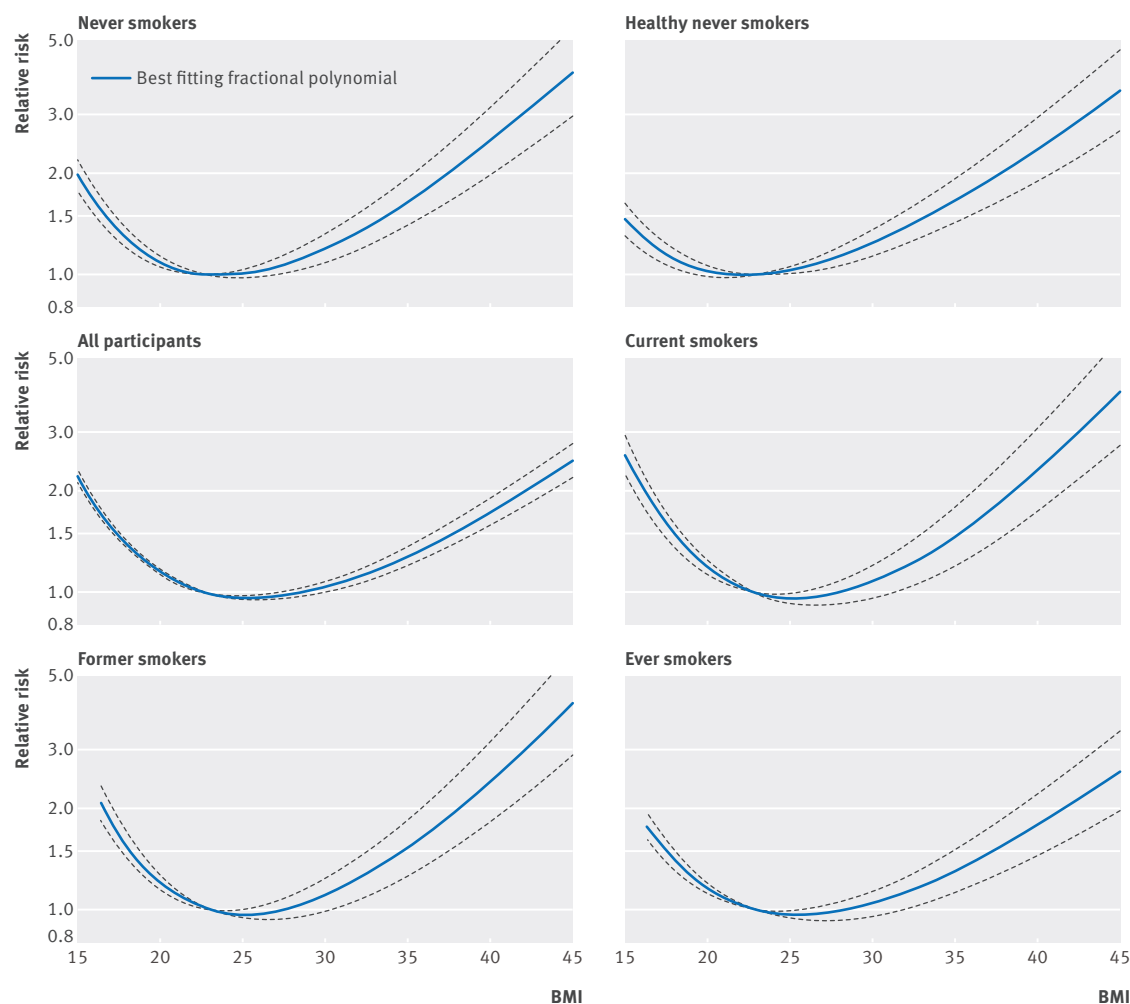 Never smokers
Relative risk
5.0
3.0
2.0
1.5
1.0
0.8
Best fitting fractional polynomial
Healthy never smokers
All participants
Relative risk
5.0
3.0
2.0
1.5
1.0
0.8
Current smokers
Former smokers
Relative risk
5.0
3.0
2.0
1.5
1.0
0.8
15 20 25 30 35 40 45
BMI
Ever smokers
15 20 25 30 35 40 45
BMI